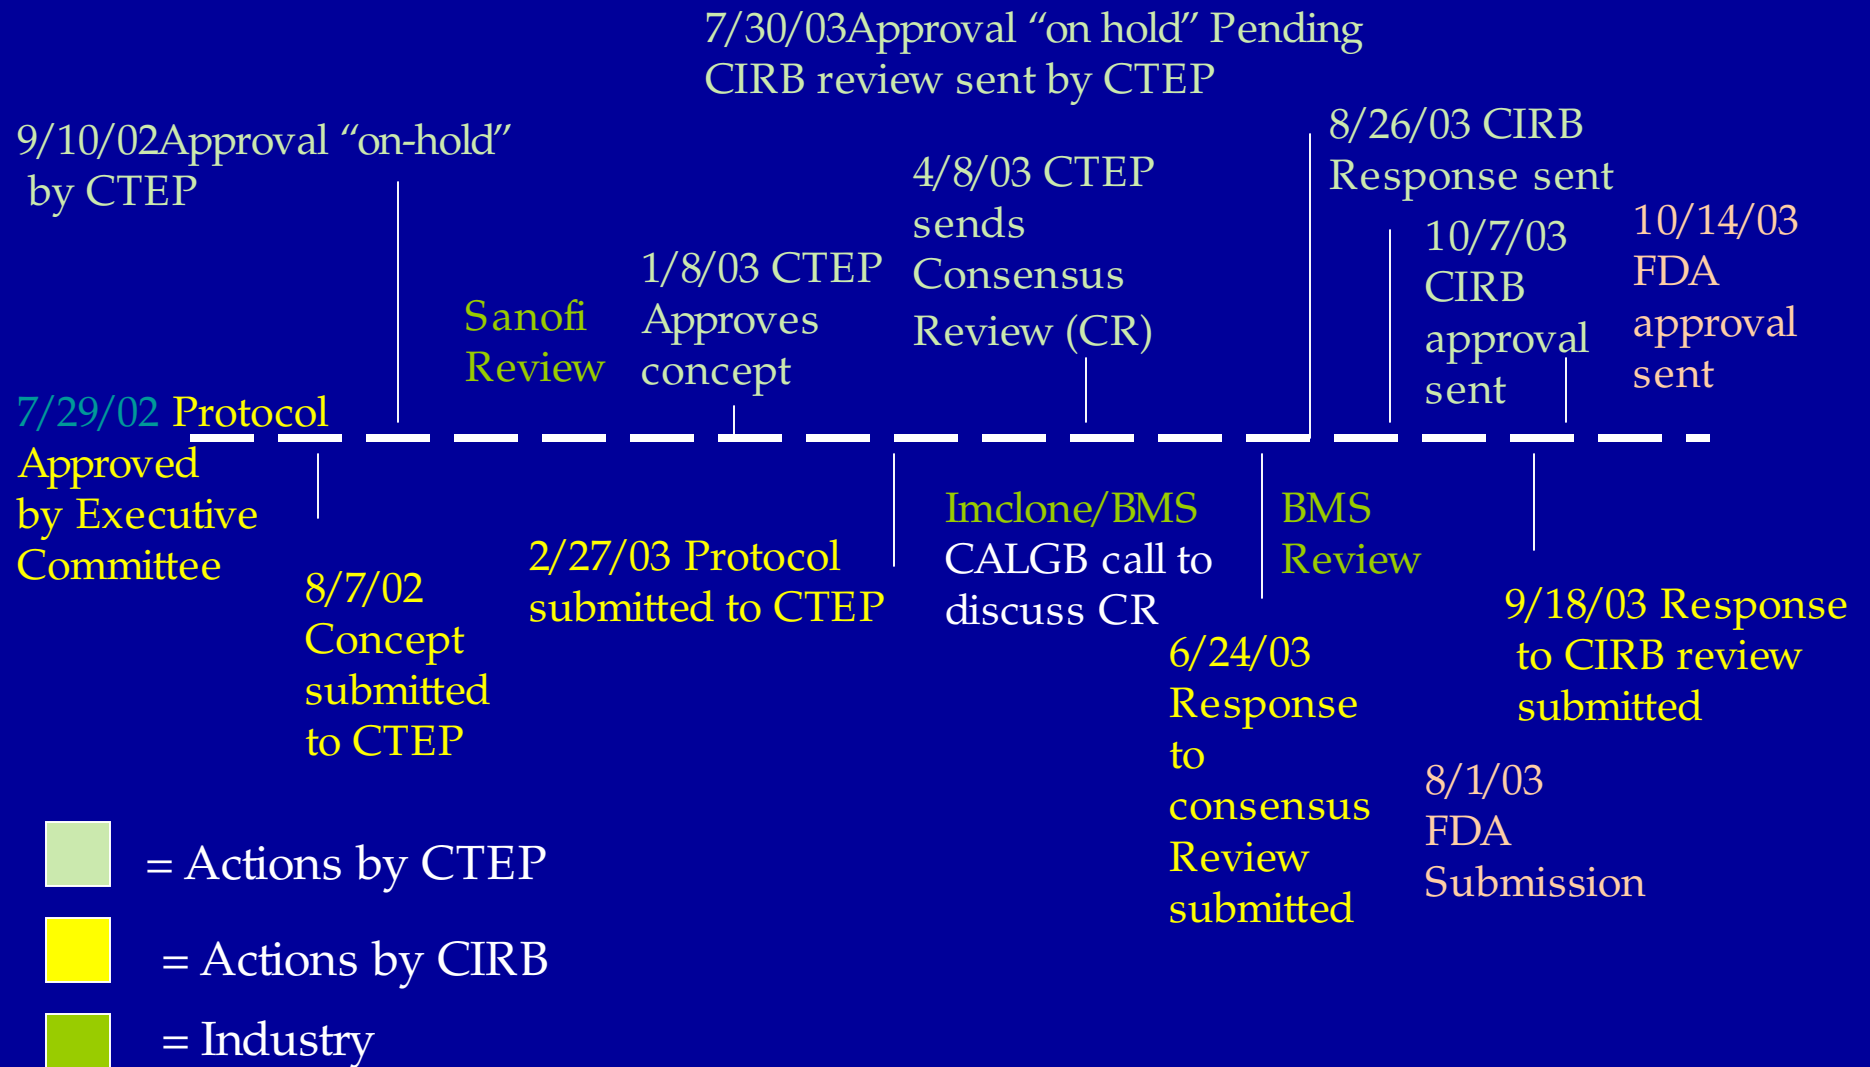 7/30/03Approval “on hold” Pending
CIRB review sent by CTEP
9/10/02Approval “on-hold”
by CTEP
8/26/03 CIRB
Response sent
4/8/03 CTEP
sends
Consensus
Review (CR)
10/14/03
FDA
approval
sent
10/7/03
CIRB
approval
sent
1/8/03 CTEP
Approves
concept
Sanofi
Review
7/29/02 Protocol
Approved
by Executive
Committee
8/7/02
Concept
submitted
to CTEP
2/27/03 Protocol
submitted to CTEP
Imclone/BMS
CALGB call to
discuss CR
BMS
Review
6/24/03
Response
to
consensus
Review
submitted
9/18/03 Response
to CIRB review
submitted
8/1/03
FDA
Submission
= Actions by CTEP
= Actions by CIRB
= Industry